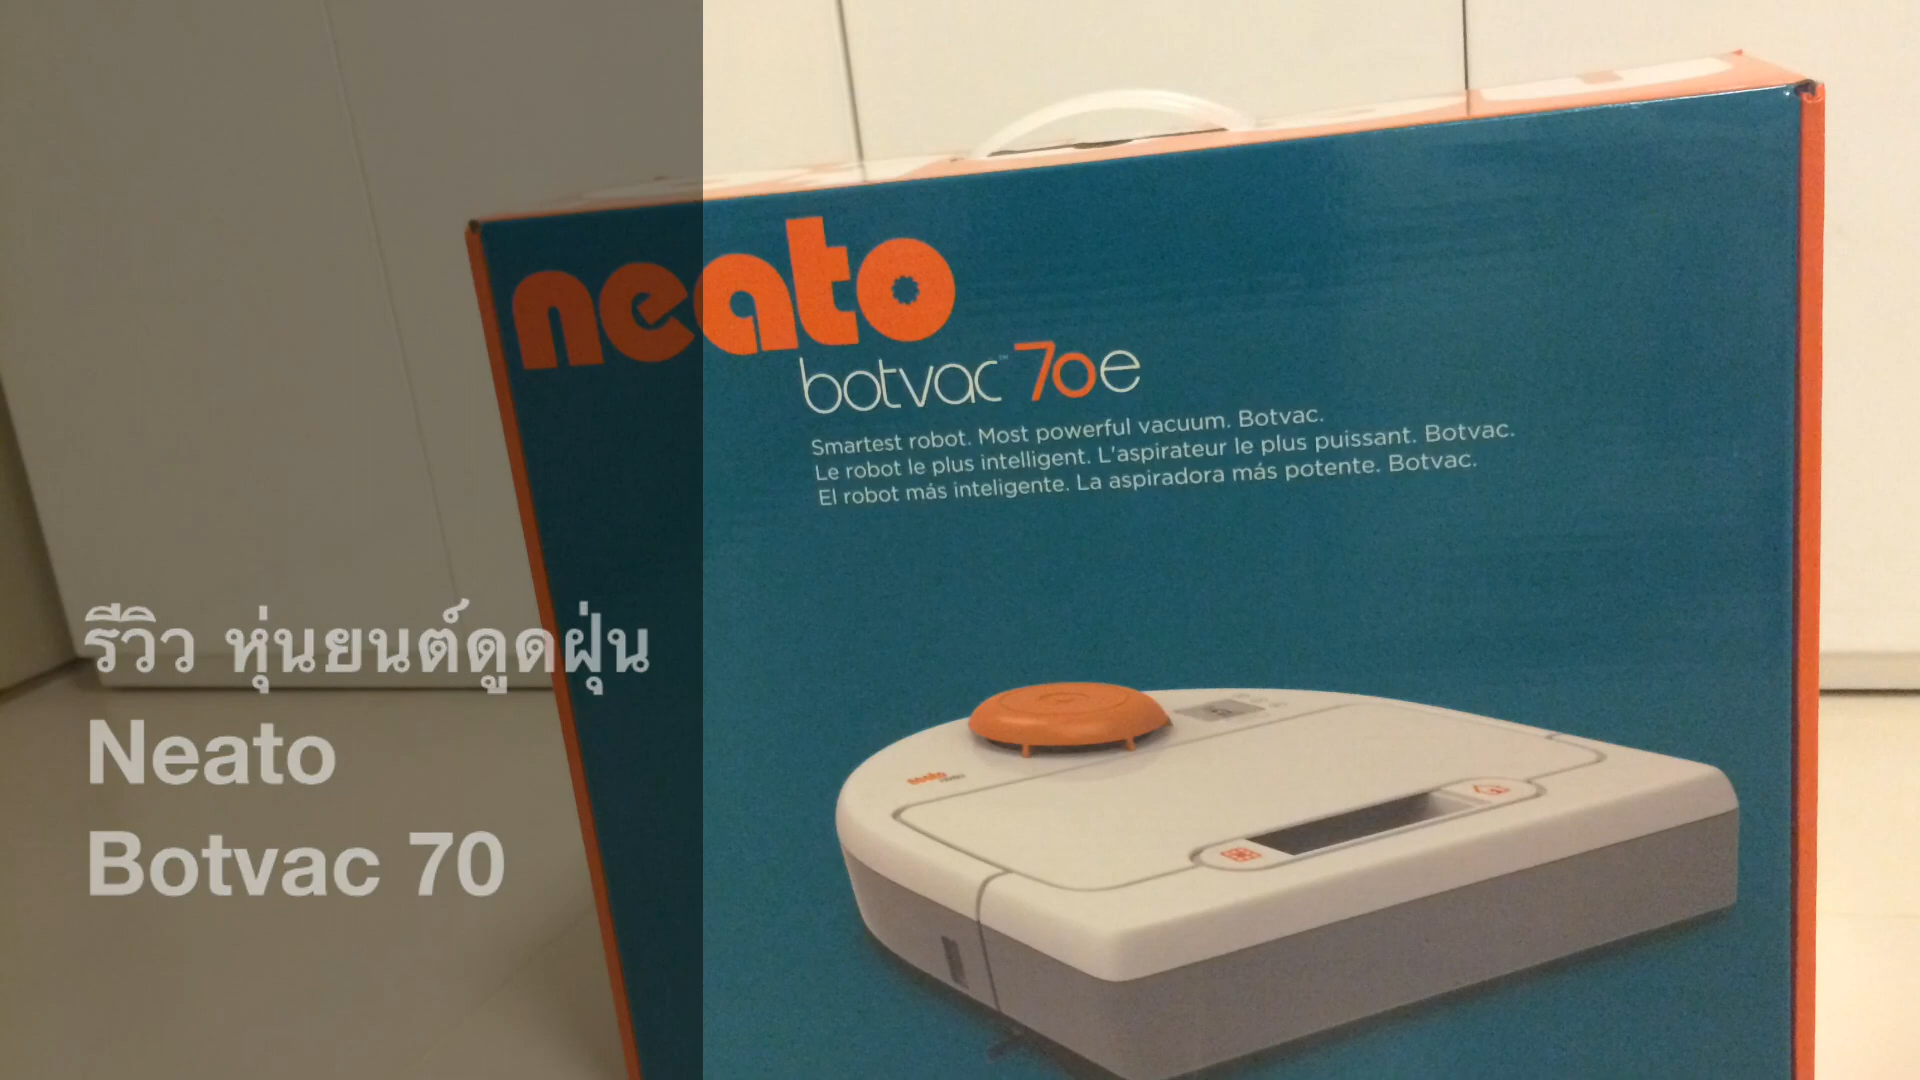 รีวิว หุ่นยนต์ดูดฝุ่น
Neato
Botvac 70
neato
botvac™ 70e
Smartest robot. Most powerful vacuum. Botvac.
Le robot le plus intelligent. L'aspirateur le plus puissant. Botvac.
El robot más inteligente. La aspiradora más potente. Botvac.
neato